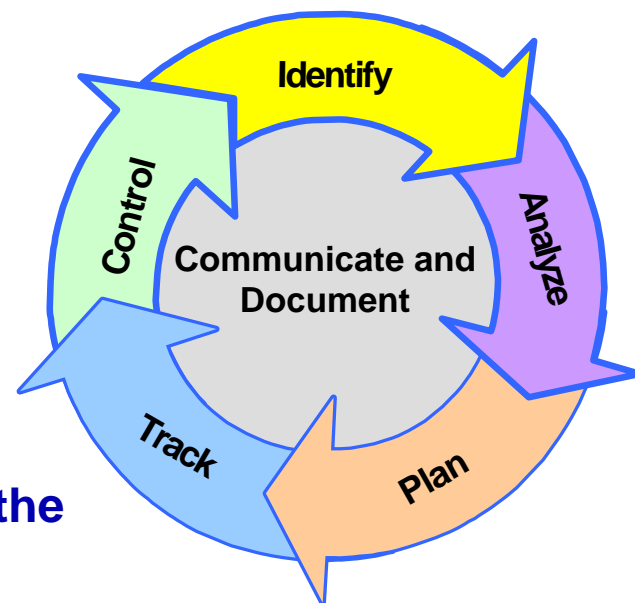 Identify
Analyze
Control
Communicate and
Document
Track
Plan
the